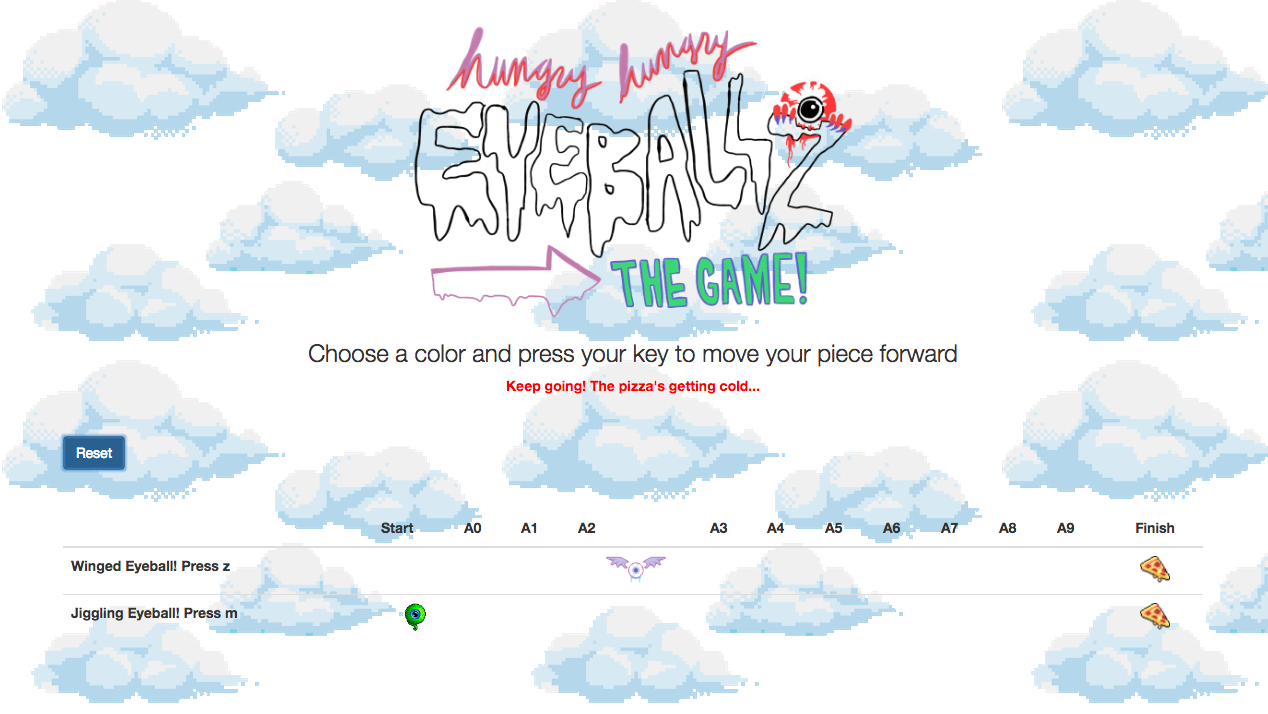 hungry hungry
EYEBALLZ
THE GAME!
Choose a color and press your key to move your piece forward
Keep going! The pizza's getting cold...
Reset
Start A0 A1 A2 A3 A4 A5 A6 A7 A8 A9 Finish
Winged Eyeball! Press z
Jiggling Eyeball! Press m